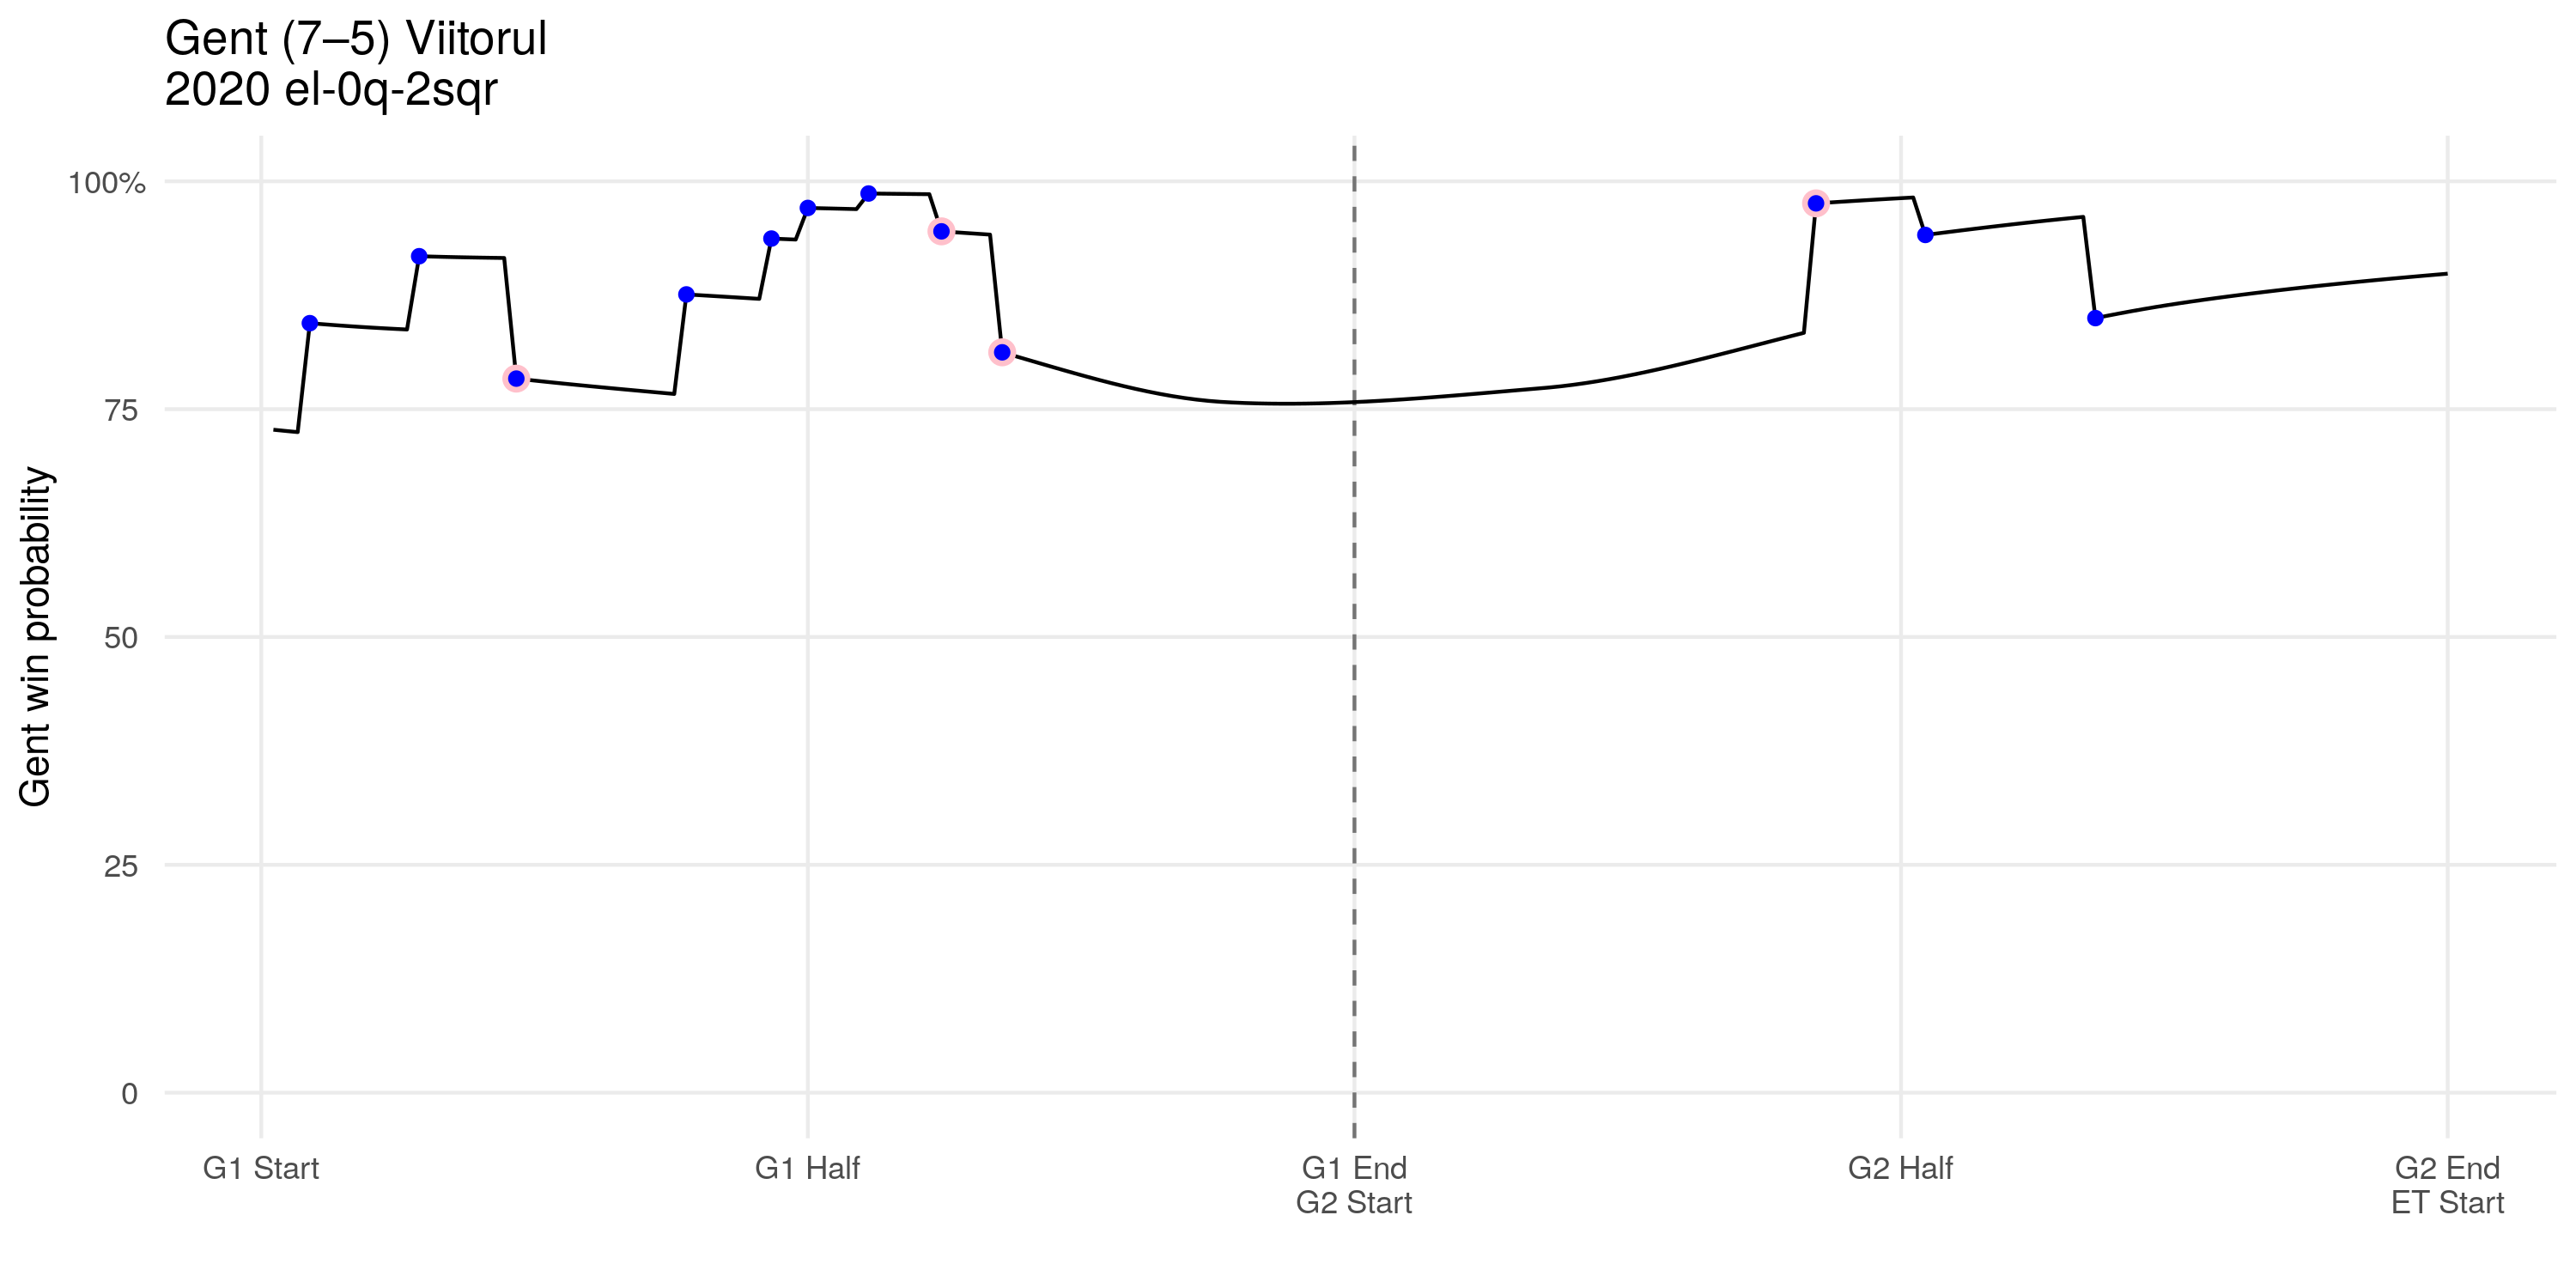 Gent (7–5) Viitorul
2020 el-0q-2sqr
Gent win probability
100%
75
50
25
0
G1 Start
G1 Half
G1 End
G2 Start
G2 Half
G2 End
ET Start